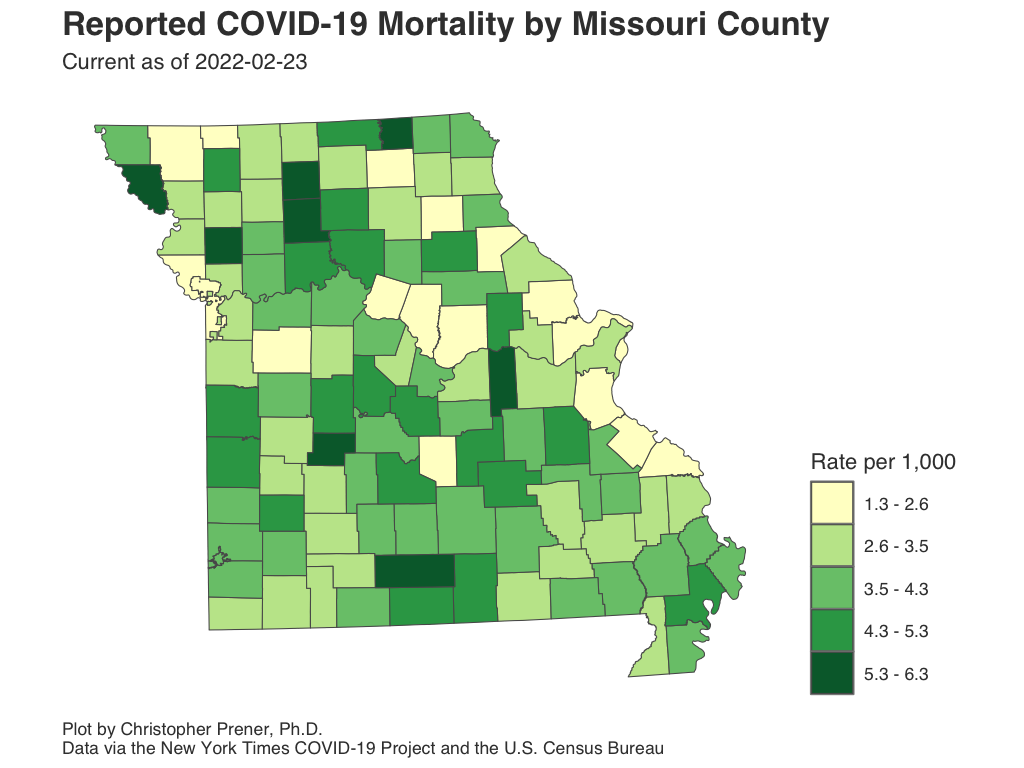 Reported COVID-19 Mortality by Missouri County
Current as of 2022-02-23
Rate per 1,000
1.3 - 2.6
2.6 - 3.5
3.5 - 4.3
4.3 - 5.3
5.3 - 6.3
Plot by Christopher Prener, Ph.D.
Data via the New York Times COVID-19 Project and the U.S. Census Bureau